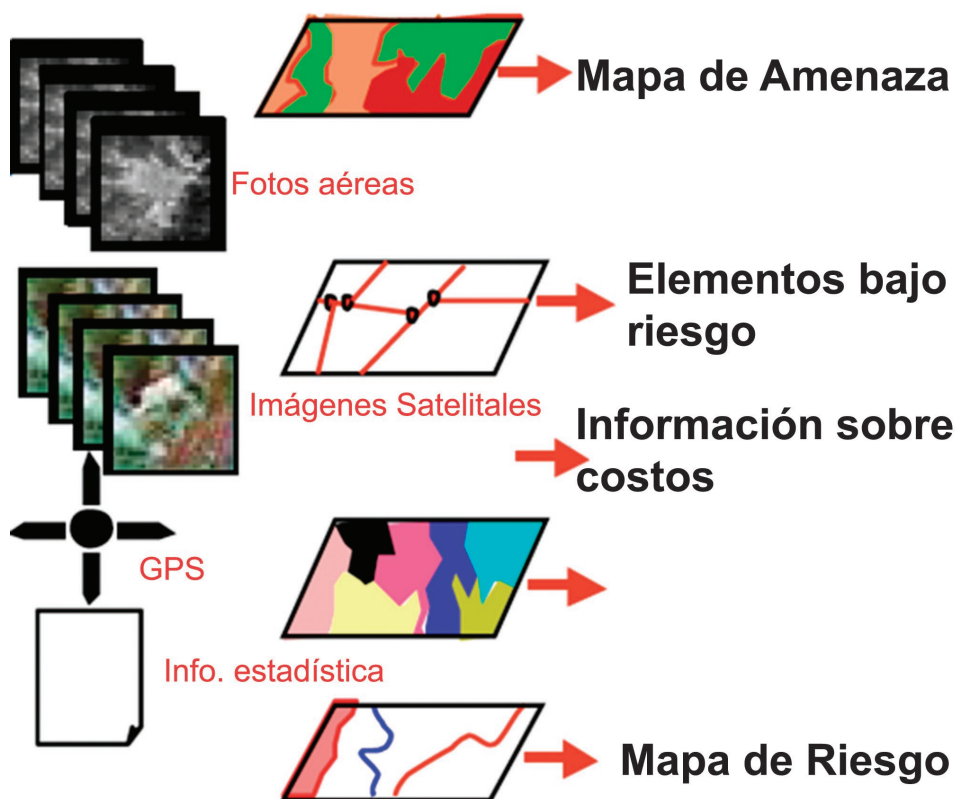 Mapa de Amenaza
Fotos aéreas
Elementos bajo
riesgo
Imágenes Satelitales
Información sobre
costos
GPS
Info. estadística
Mapa de Riesgo